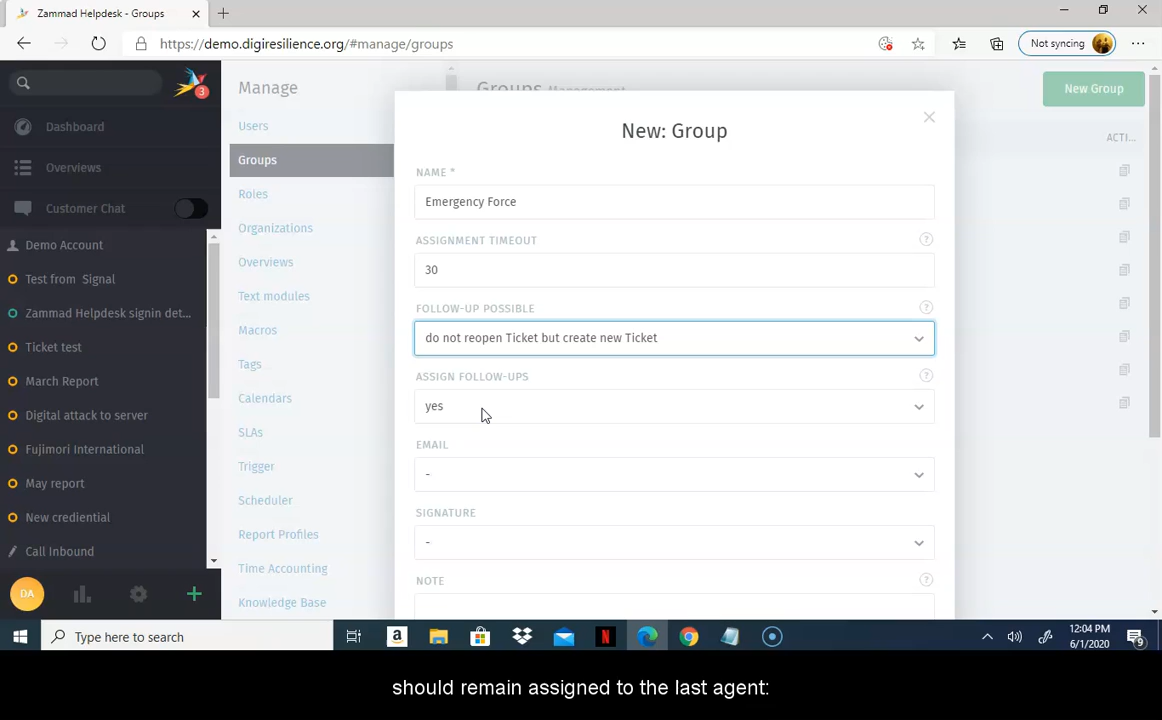 Zammad Helpdesk - Groups
https://demo.digiresilience.org/#manage/groups
Not syncing
3
Dashboard
Overviews
Customer Chat
Demo Account
Test from Signal
Zammad Helpdesk signin det...
Ticket test
March Report
Digital attack to server
Fujimori International
May report
New crediential
Call Inbound
DA
Manage
Users
Groups
Roles
Organizations
Overviews
Text modules
Macros
Tags
Calendars
SLAs
Trigger
Scheduler
Report Profiles
Time Accounting
Knowledge Base
Groups Management
New Group
ACTI...
New: Group
NAME *
Emergency Force
ASSIGNMENT TIMEOUT
30
FOLLOW-UP POSSIBLE
do not reopen Ticket but create new Ticket
ASSIGN FOLLOW-UPS
yes
EMAIL
-
SIGNATURE
-
NOTE
Type here to search
12:04 PM
6/1/2020
9
should remain assigned to the last agent: